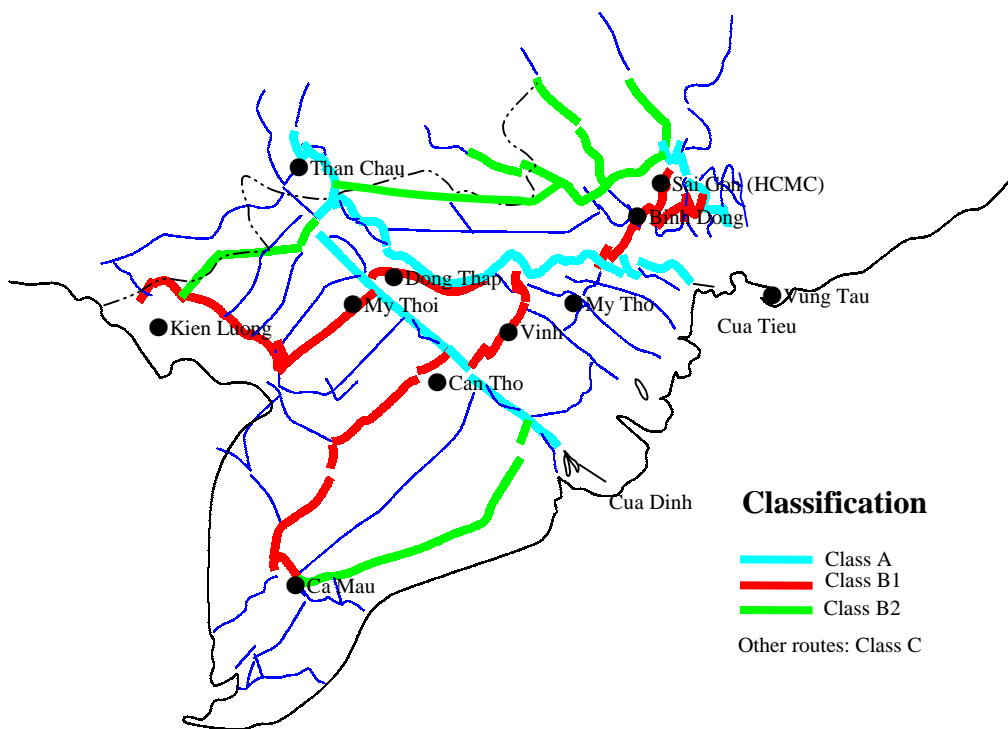 Than Chau
Sai Gon (HCMC)
Binh Dong
Dong Thap
My Thoi
My Tho
Vung Tau
Kien Luong
Vinh
Cua Tieu
Can Tho
Cua Dinh
Ca Mau
Classification
Class A
Class B1
Class B2
Other routes: Class C